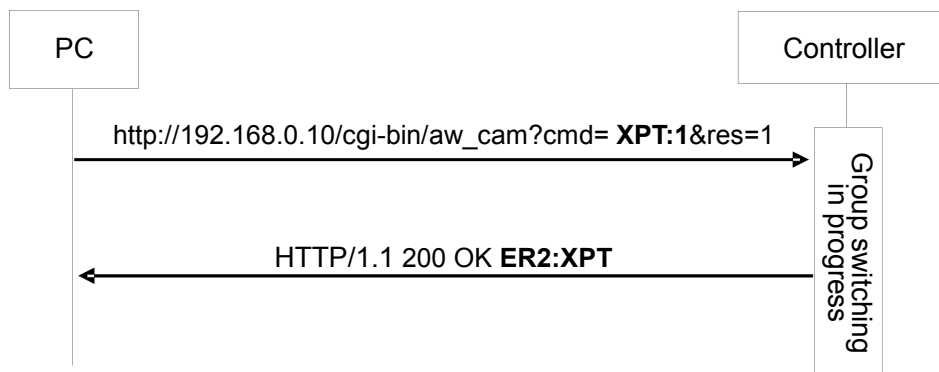 PC
Controller
http://192.168.0.10/cgi-bin/aw_cam?cmd= XPT:1&res=1
Group switching
in progress
HTTP/1.1 200 OK ER2:XPT